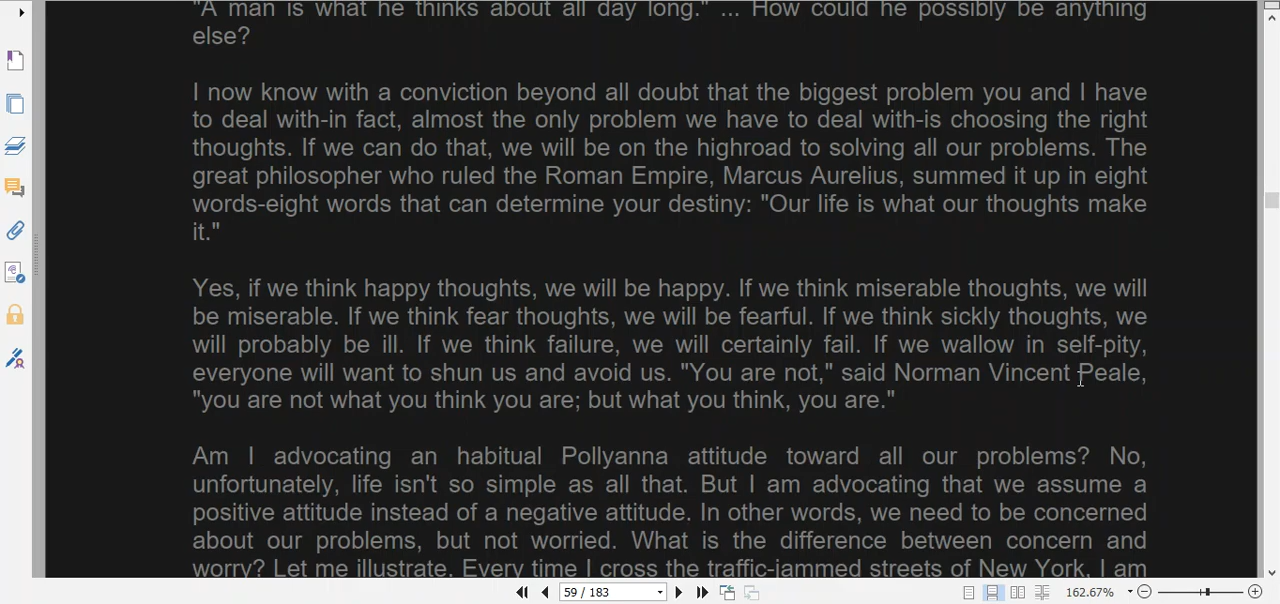 "A man is what he thinks about all day long." ... How could he possibly be anything
else?
I now know with a conviction beyond all doubt that the biggest problem you and I have
to deal with-in fact, almost the only problem we have to deal with-is choosing the right
thoughts. If we can do that, we will be on the highroad to solving all our problems. The
great philosopher who ruled the Roman Empire, Marcus Aurelius, summed it up in eight
words-eight words that can determine your destiny: "Our life is what our thoughts make
it."
Yes, if we think happy thoughts, we will be happy. If we think miserable thoughts, we will
be miserable. If we think fear thoughts, we will be fearful. If we think sickly thoughts, we
will probably be ill. If we think failure, we will certainly fail. If we wallow in self-pity,
everyone will want to shun us and avoid us. "You are not," said Norman Vincent Peale,
"you are not what you think you are; but what you think, you are."
Am I advocating an habitual Pollyanna attitude toward all our problems? No,
unfortunately, life isn't so simple as all that. But I am advocating that we assume a
positive attitude instead of a negative attitude. In other words, we need to be concerned
about our problems, but not worried. What is the difference between concern and
worry? Let me illustrate. Every time I cross the traffic-jammed streets of New York, I am
59 / 183
162.67%